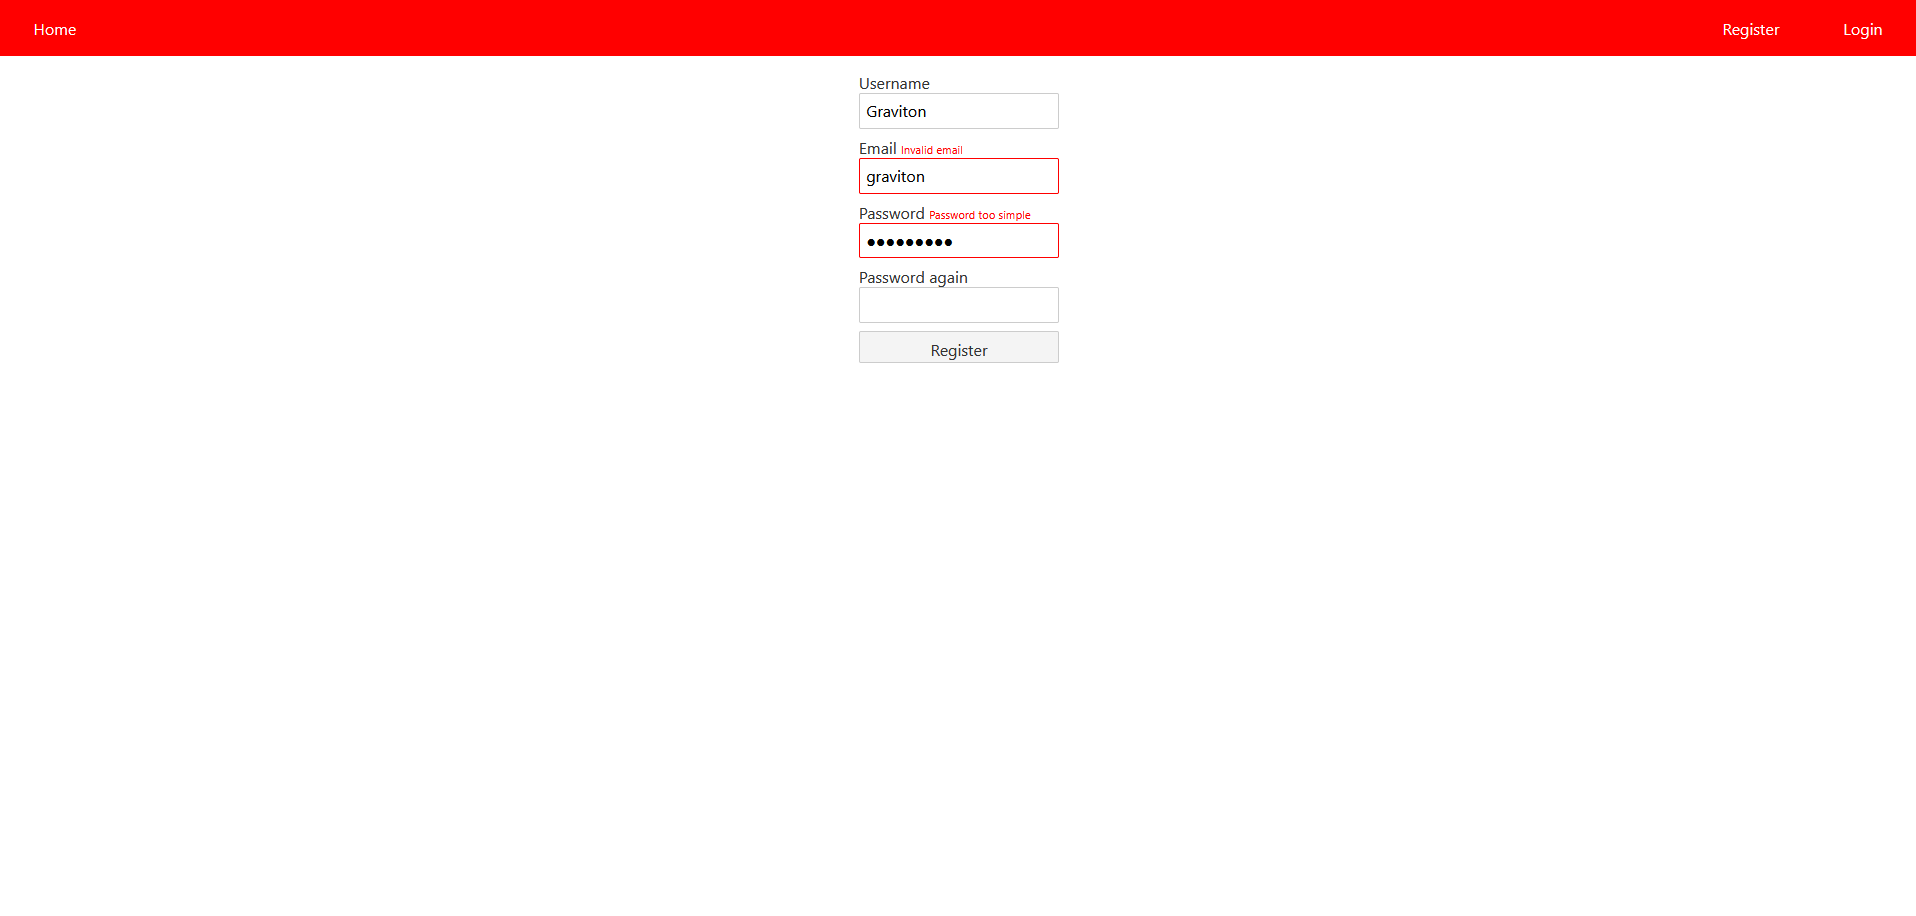 Home Register Login
Username
Graviton
Email Invalid email
graviton
Password Password too simple
●●●●●●●●●
Password again
Register